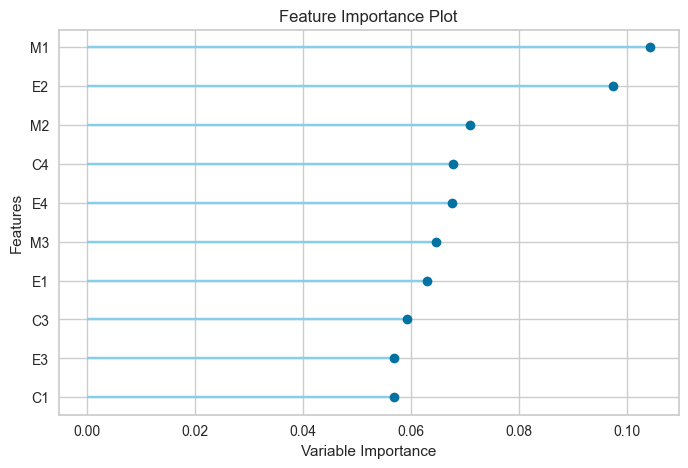 Feature Importance Plot
M1
E2
M2
C4
E4
M3
E1
C3
E3
C1
Features
0.00 0.02 0.04 0.06 0.08 0.10
Variable Importance